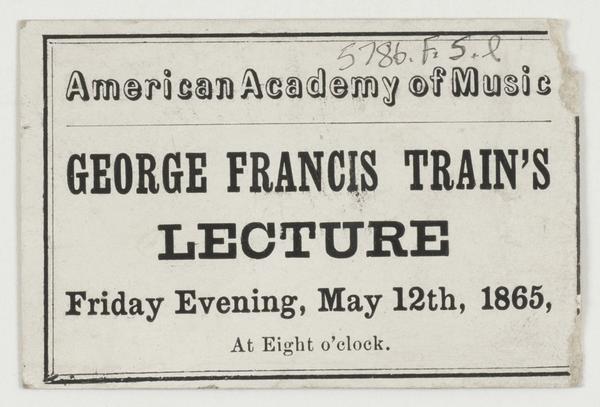 5786.F.5.l
American Academy of Music
GEORGE FRANCIS TRAIN'S
LECTURE
Friday Evening, May 12th, 1865,
At Eight o'clock.